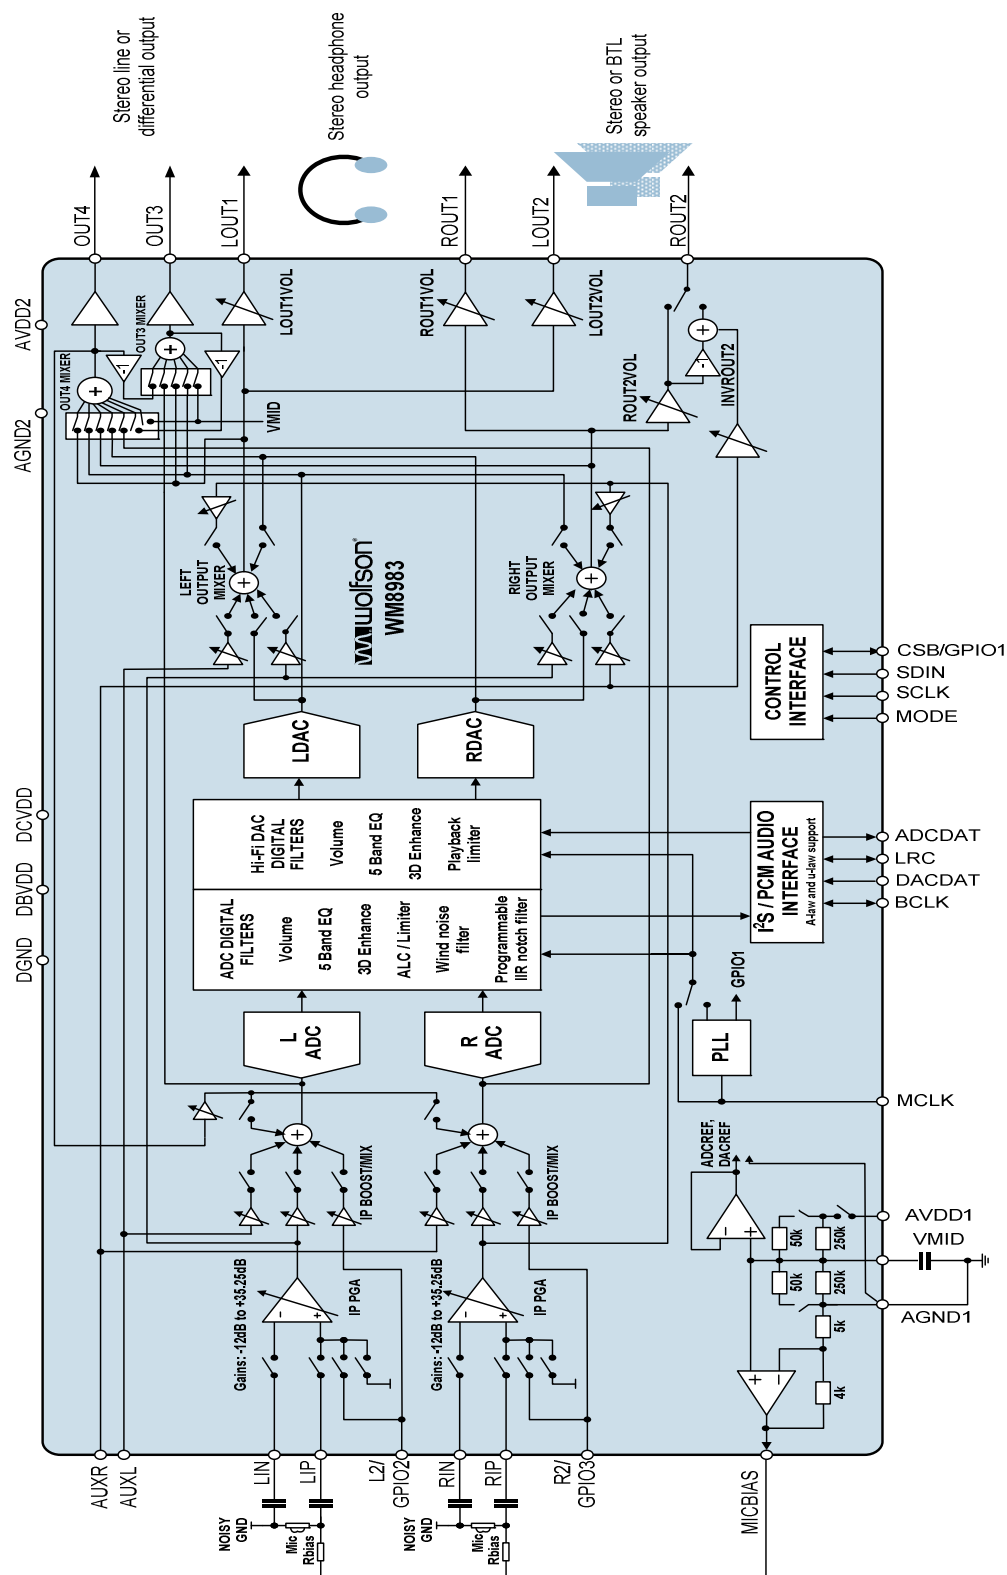 Stereo line or
differential output
Stereo headphone
output
Stereo or BTL
speaker output
OUT4
OUT3
LOUT1
ROUT1
LOUT2
ROUT2
AVDD2
AGND2
DCVDD
DBVDD
DGND
OUT4 MIXER
OUT3 MIXER
-1
-1
LOUT1VOL
ROUT1VOL
LOUT2VOL
ROUT2VOL
-1
INVROUT2
VMID
LEFT
OUTPUT
MIXER
wolfson®
WM8983
RIGHT
OUTPUT
MIXER
LDAC
RDAC
CONTROL
INTERFACE
CSB/GPIO1
SDIN
SCLK
MODE
Hi-Fi DAC
DIGITAL
FILTERS
Volume
5 Band EQ
3D Enhance
Playback
limiter
ADC DIGITAL
FILTERS
Volume
5 Band EQ
3D Enhance
ALC / Limiter
Wind noise
filter
Programmable
IIR notch filter
I²S / PCM AUDIO
INTERFACE
A-law and u-law support
ADCDAT
LRC
DACDAT
BCLK
L
ADC
R
ADC
PLL
GPIO1
MCLK
IP BOOST/MIX
IP BOOST/MIX
ADCREF,
DACREF
50k
250k
50k
250k
5k
4k
AVDD1
VMID
AGND1
Gains: -12dB to +35.25dB
IP PGA
Gains: -12dB to +35.25dB
IP PGA
AUXR
AUXL
LIN
LIP
L2/
GPIO2
RIN
RIP
R2/
GPIO3
MICBIAS
NOISY
GND
Mic
Rbias
NOISY
GND
Mic
Rbias